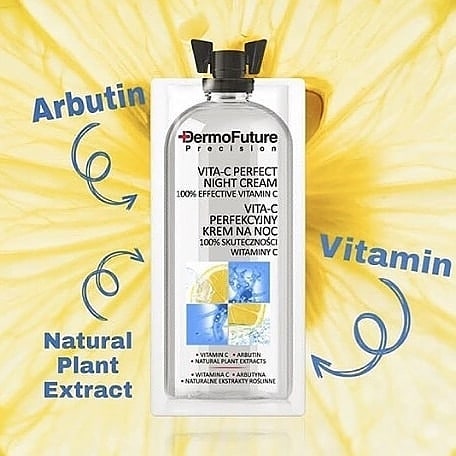 Arbutin
DermoFuture
Precision
VITA-C PERFECT
NIGHT CREAM
100% EFFECTIVE VITAMIN C
VITA-C
PERFEKCYJNY
KREM NA NOC
100% SKUTECZNOŚCI
WITAMINY C
Vitamin
Natural
Plant
Extract
• VITAMIN C • ARBUTIN
• NATURAL PLANT EXTRACTS
• WITAMINA C • ARBUTYNA
• NATURALNE EKSTRAKTY ROŚLINNE